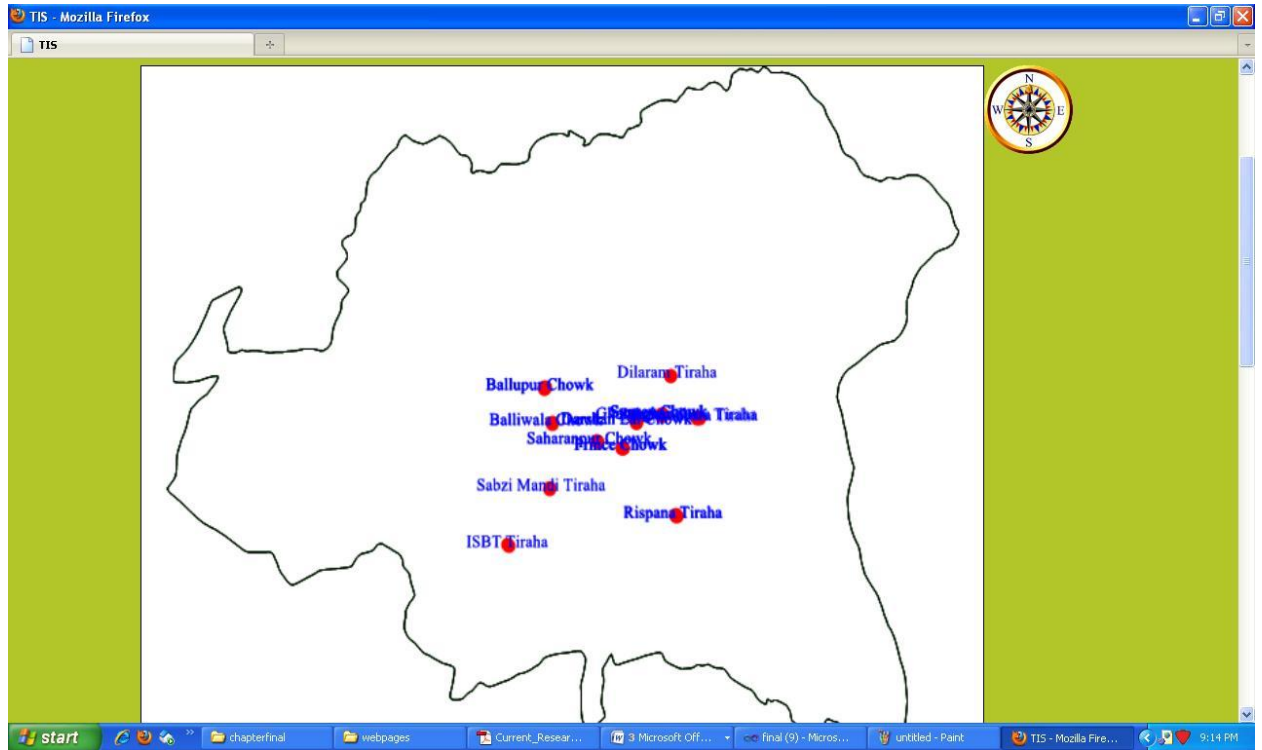 TIS - Mozilla Firefox
TIS
N
W E
S
Dilaram Tiraha
Ballupur Chowk
Chowk Tiraha
Balliwala Chowk
Saharanpur Chowk
Prince Chowk
Sabzi Mandi Tiraha
Rispana Tiraha
ISBT Tiraha
start
chapterfinal
webpages
Current_Resear...
3 Microsoft Off...
final (9) - Micros...
untitled - Paint
TIS - Mozilla Fire...
9:14 PM